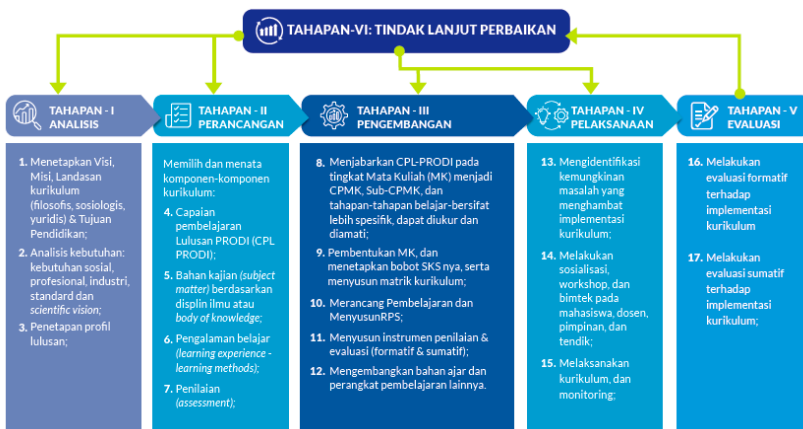 TAHAPAN-VI: TINDAK LANJUT PERBAIKAN
TAHAPAN - I
ANALISIS
1. Menetapkan Visi,
Misi, Landasan
kurikulum
(filosofis, sosiologis,
yuridis) & Tujuan
Pendidikan;
2. Analisis kebutuhan:
kebutuhan sosial,
profesional, industri,
standard dan
scientific vision;
3. Penetapan profil
lulusan;
TAHAPAN - II
PERANCANGAN
Memilih dan menata
komponen-komponen
kurikulum:
4. Capaian
pembelajaran
Lulusan PRODI (CPL
PRODI);
5. Bahan kajian (subject
matter) berdasarkan
displin ilmu atau
body of knowledge;
6. Pengalaman belajar
(learning experience -
learning methods);
7. Penilaian
(assessment);
TAHAPAN - III
PENGEMBANGAN
8. Menjabarkan CPL-PRODI pada
tingkat Mata Kuliah (MK) menjadi
CPMK, Sub-CPMK, dan
tahapan-tahapan belajar-bersifat
lebih spesifik, dapat diukur dan
diamati;
9. Pembentukan MK, dan
menetapkan bobot SKS nya, serta
menyusun matrik kurikulum;
10. Merancang Pembelajaran dan
MenyusunRPS;
11. Menyusun instrumen penilaian &
evaluasi (formatif & sumatif);
12. Mengembangkan bahan ajar dan
perangkat pembelajaran lainnya.
TAHAPAN - IV
PELAKSANAAN
13. Mengidentifikasi
kemungkinan
masalah yang
menghambat
implementasi
kurikulum;
14. Melakukan
sosialisasi,
workshop, dan
bimtek pada
mahasiswa, dosen,
pimpinan, dan
tendik;
15. Melaksanakan
kurikulum, dan
monitoring;
TAHAPAN - V
EVALUASI
16. Melakukan
evaluasi formatif
terhadap
implementasi
kurikulum
17. Melakukan
evaluasi sumatif
terhadap
implementasi
kurikulum;